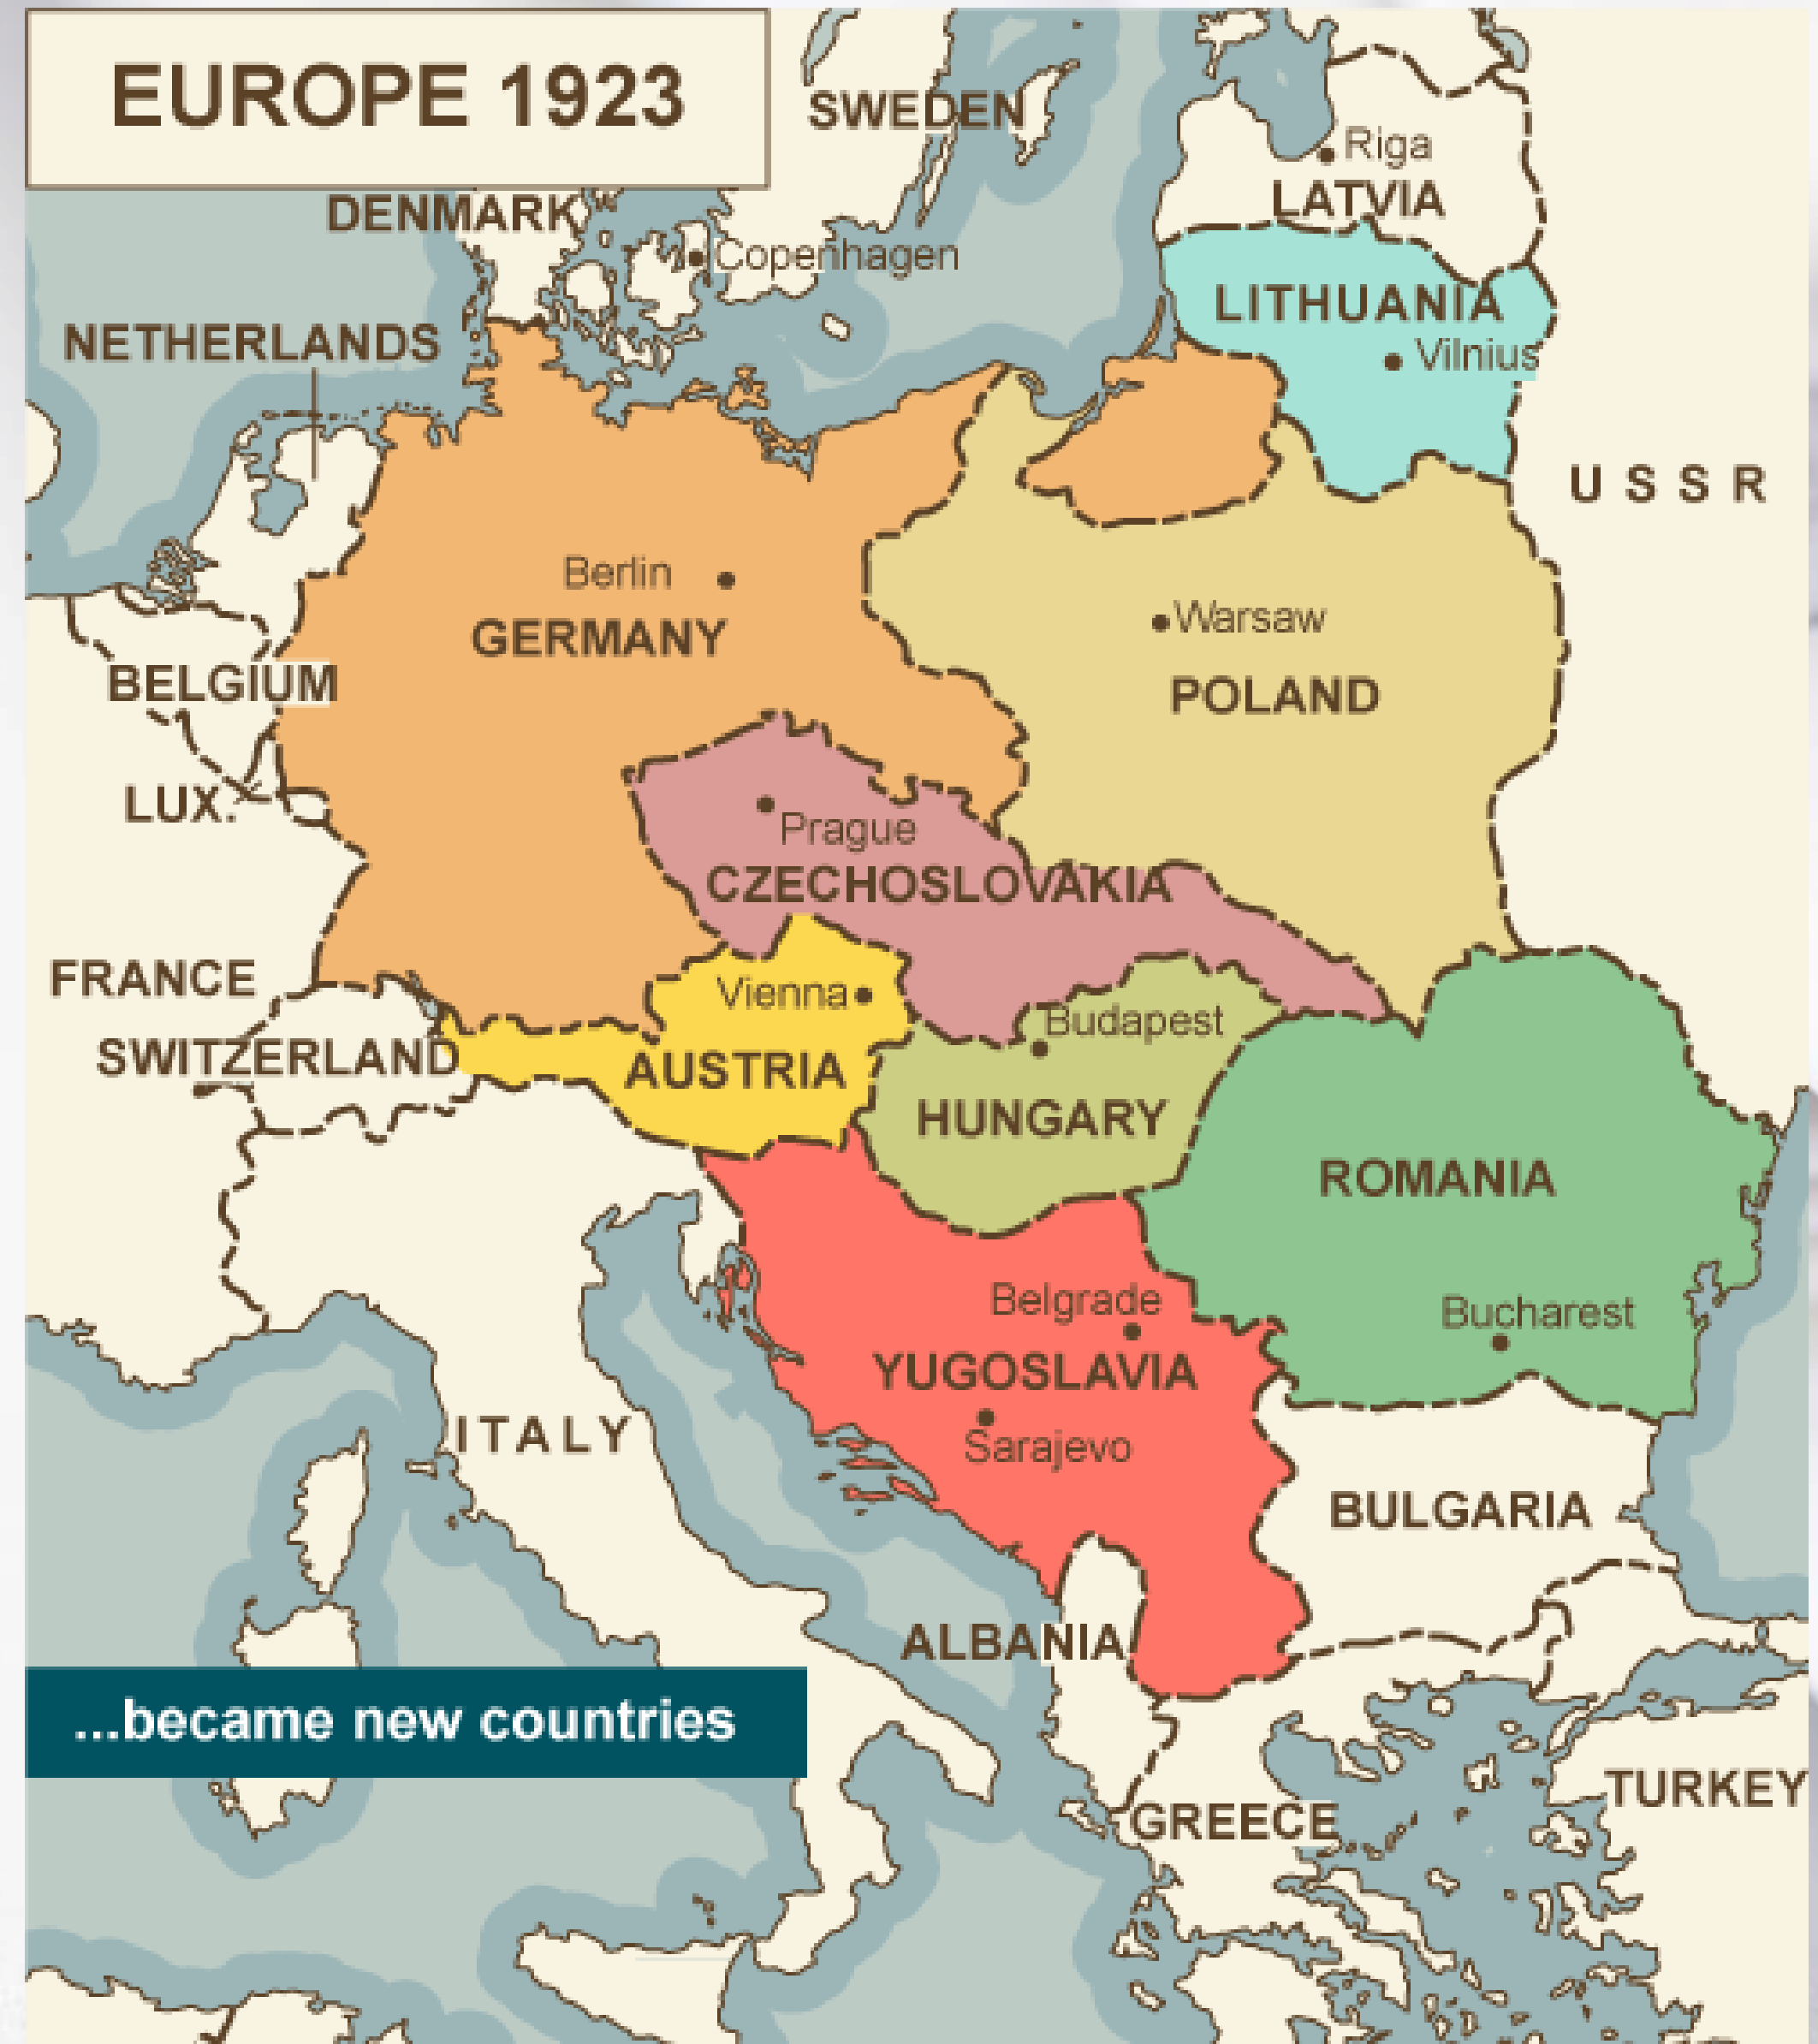 EUROPE 1923
SWEDEN
Riga
LATVIA
DENMARK
Copenhagen
LITHUANIA
NETHERLANDS
Vilnius
USSR
Berlin
GERMANY
Warsaw
BELGIUM
POLAND
LUX.
Prague
CZECHOSLOVAKIA
FRANCE
Vienna
Budapest
SWITZERLAND
AUSTRIA
HUNGARY
ROMANIA
Belgrade
Bucharest
YUGOSLAVIA
ITALY
Sarajevo
BULGARIA
ALBANIA
...became new countries
TURKEY
GREECE